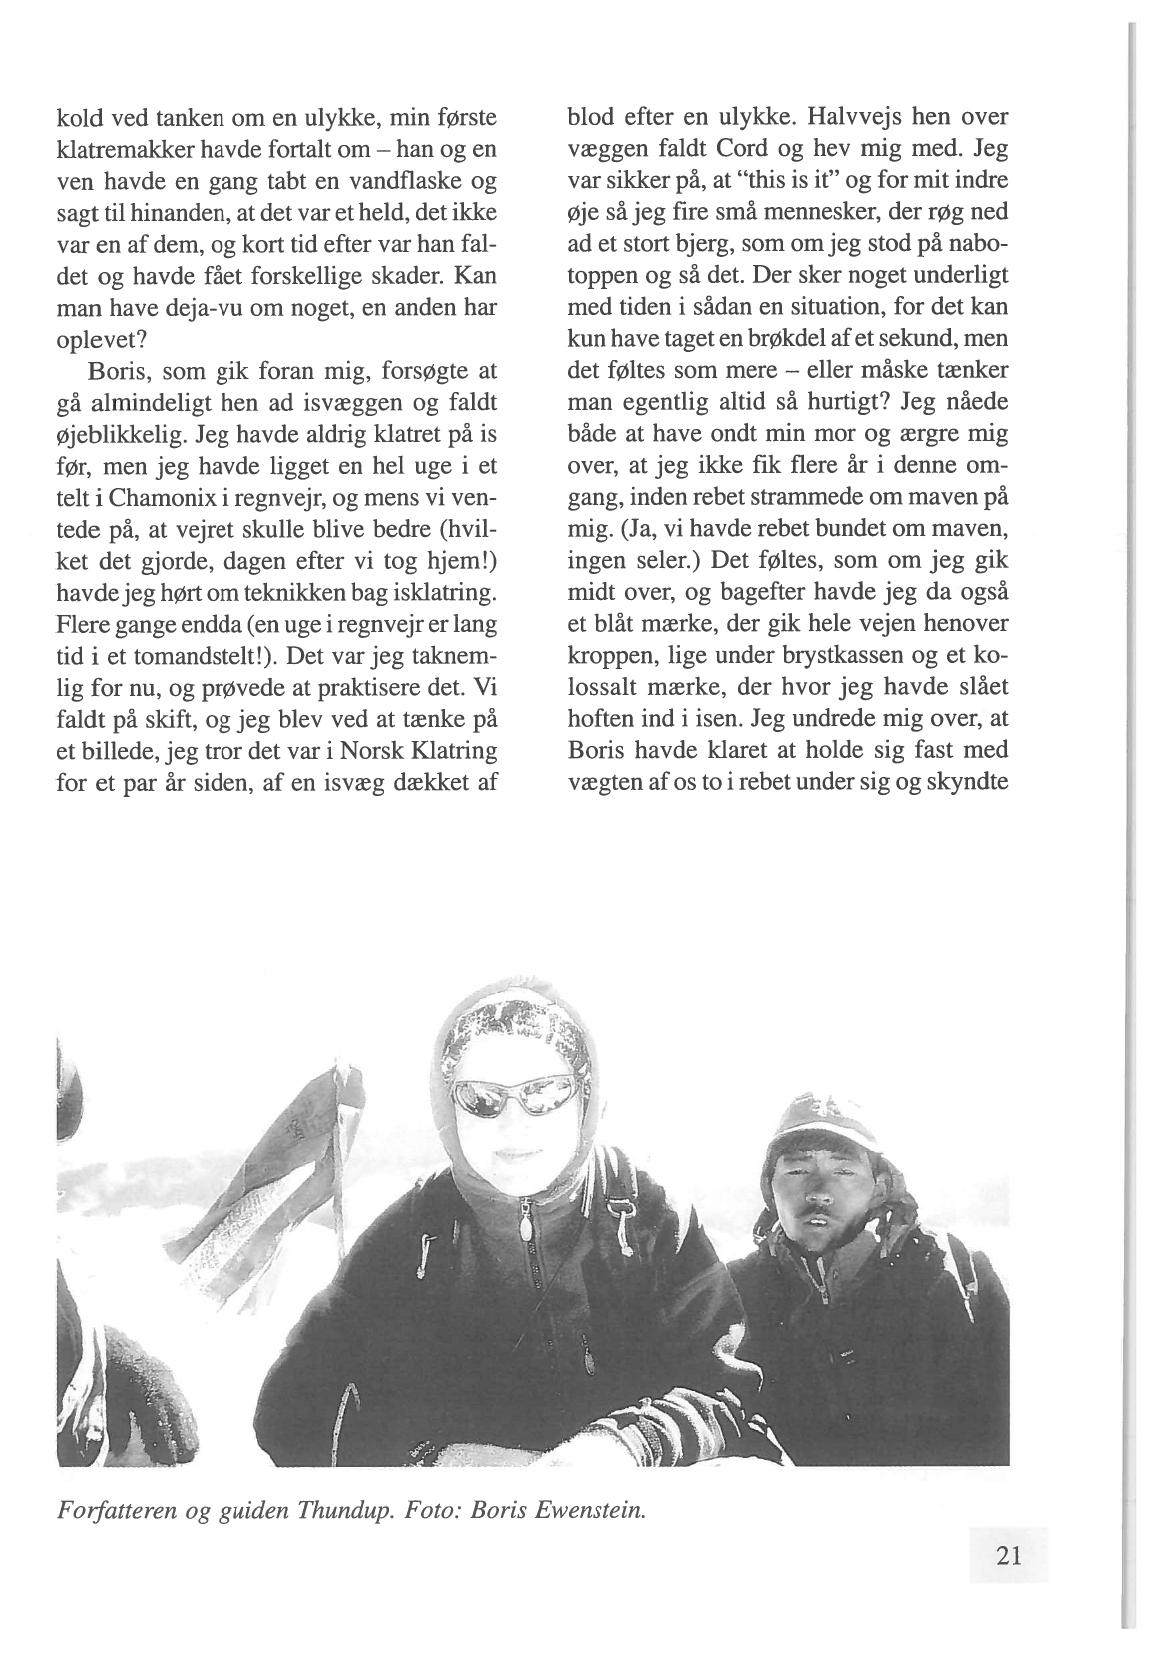 kold ved tanken om en ulykke, min første
klatremakker havde fortalt om – han og en
ven havde en gang tabt en vandflaske og
sagt til hinanden, at det var et held, det ikke
var en af dem, og kort tid efter var han fal-
det og havde fået forskellige skader. Kan
man have deja-vu om noget, en anden har
oplevet?
Boris, som gik foran mig, forsøgte at
gå almindeligt hen ad isvæggen og faldt
øjeblikkelig. Jeg havde aldrig klatret på is
før, men jeg havde ligget en hel uge i et
telt i Chamonix i regnvejr, og mens vi ven-
tede på, at vejret skulle blive bedre (hvil-
ket det gjorde, dagen efter vi tog hjem!)
havde jeg hørt om teknikken bag isklatring.
Flere gange endda (en uge i regnvejr er lang
tid i et tomandstelt!). Det var jeg taknem-
lig for nu, og prøvede at praktisere det. Vi
faldt på skift, og jeg blev ved at tænke på
et billede, jeg tror det var i Norsk Klatring
for et par år siden, af en isvæg dækket af
blod efter en ulykke. Halvvejs hen over
væggen faldt Cord og hev mig med. Jeg
var sikker på, at “this is it” og for mit indre
øje så jeg fire små mennesker, der røg ned
ad et stort bjerg, som om jeg stod på nabo-
toppen og så det. Der sker noget underligt
med tiden i sådan en situation, for det kan
kun have taget en brøkdel af et sekund, men
det føltes som mere – eller måske tænker
man egentlig altid så hurtigt? Jeg nåede
både at have ondt min mor og ærgre mig
over, at jeg ikke fik flere år i denne om-
gang, inden rebet strammede om maven på
mig. (Ja, vi havde rebet bundet om maven,
ingen seler.) Det føltes, som om jeg gik
midt over, og bagefter havde jeg da også
et blåt mærke, der gik hele vejen henover
kroppen, lige under brystkassen og et ko-
lossalt mærke, der hvor jeg havde slået
hoften ind i isen. Jeg undrede mig over, at
Boris havde klaret at holde sig fast med
vægten af os to i rebet under sig og skyndte
Forfatteren og guiden Thundup. Foto: Boris Ewenstein.
21